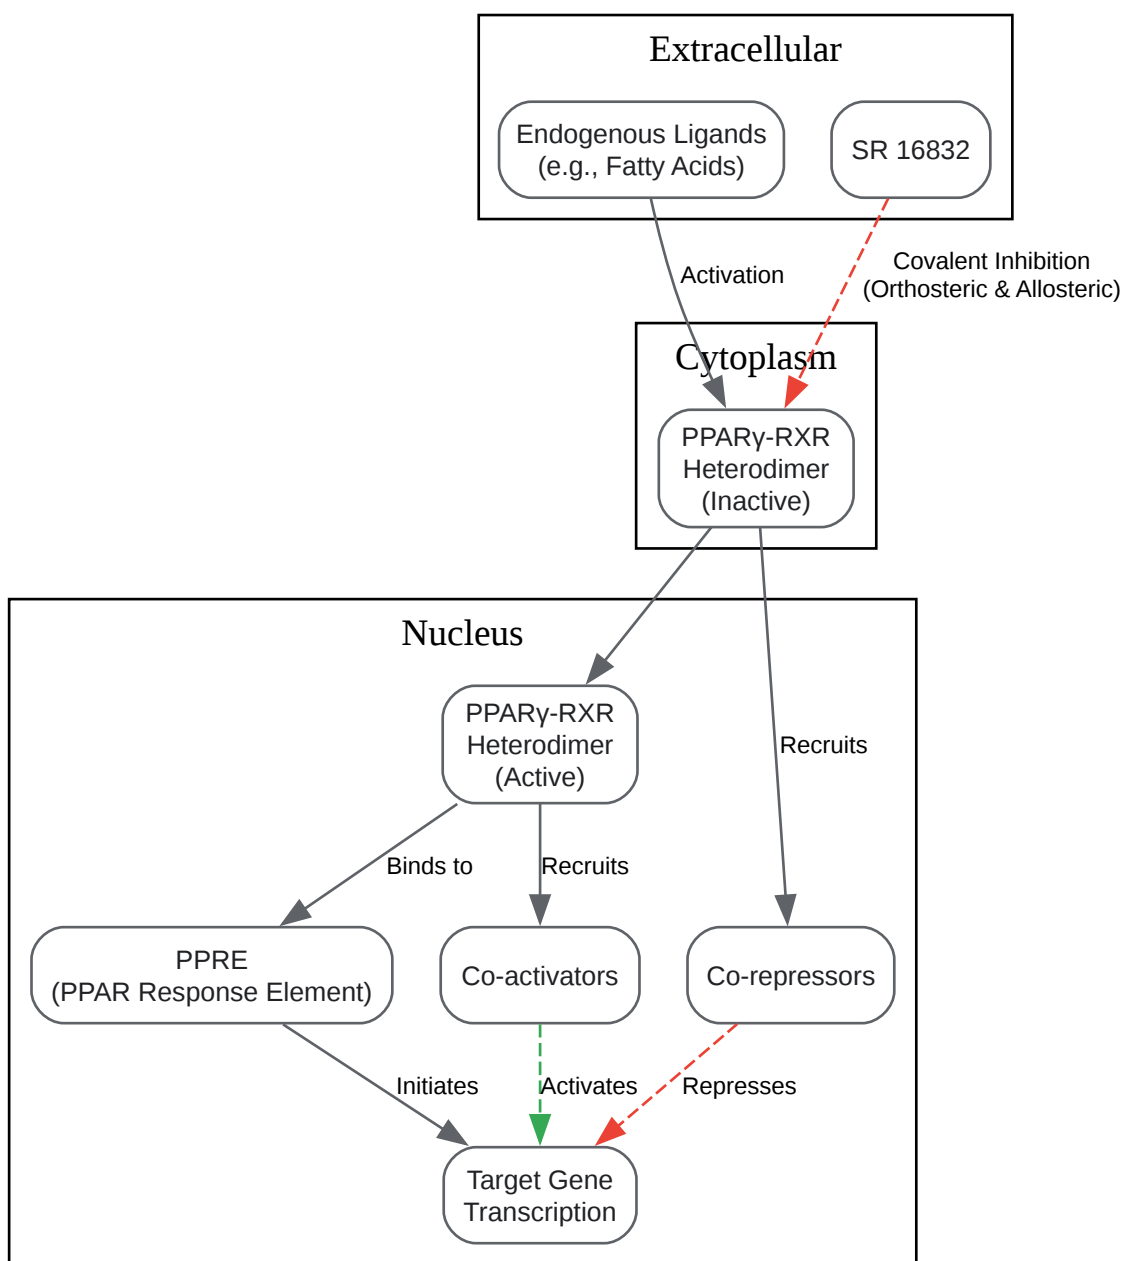 Extracellular
Endogenous Ligands
(e.g., Fatty Acids)
SR 16832
Activation
Covalent Inhibition
(Orthosteric & Allosteric)
Cytoplasm
PPARγ-RXR
Heterodimer
(Inactive)
Nucleus
PPARγ-RXR
Heterodimer
(Active)
Recruits
Binds to
Recruits
PPRE
(PPAR Response Element)
Co-activators
Co-repressors
Initiates
Activates
Represses
Target Gene
Transcription